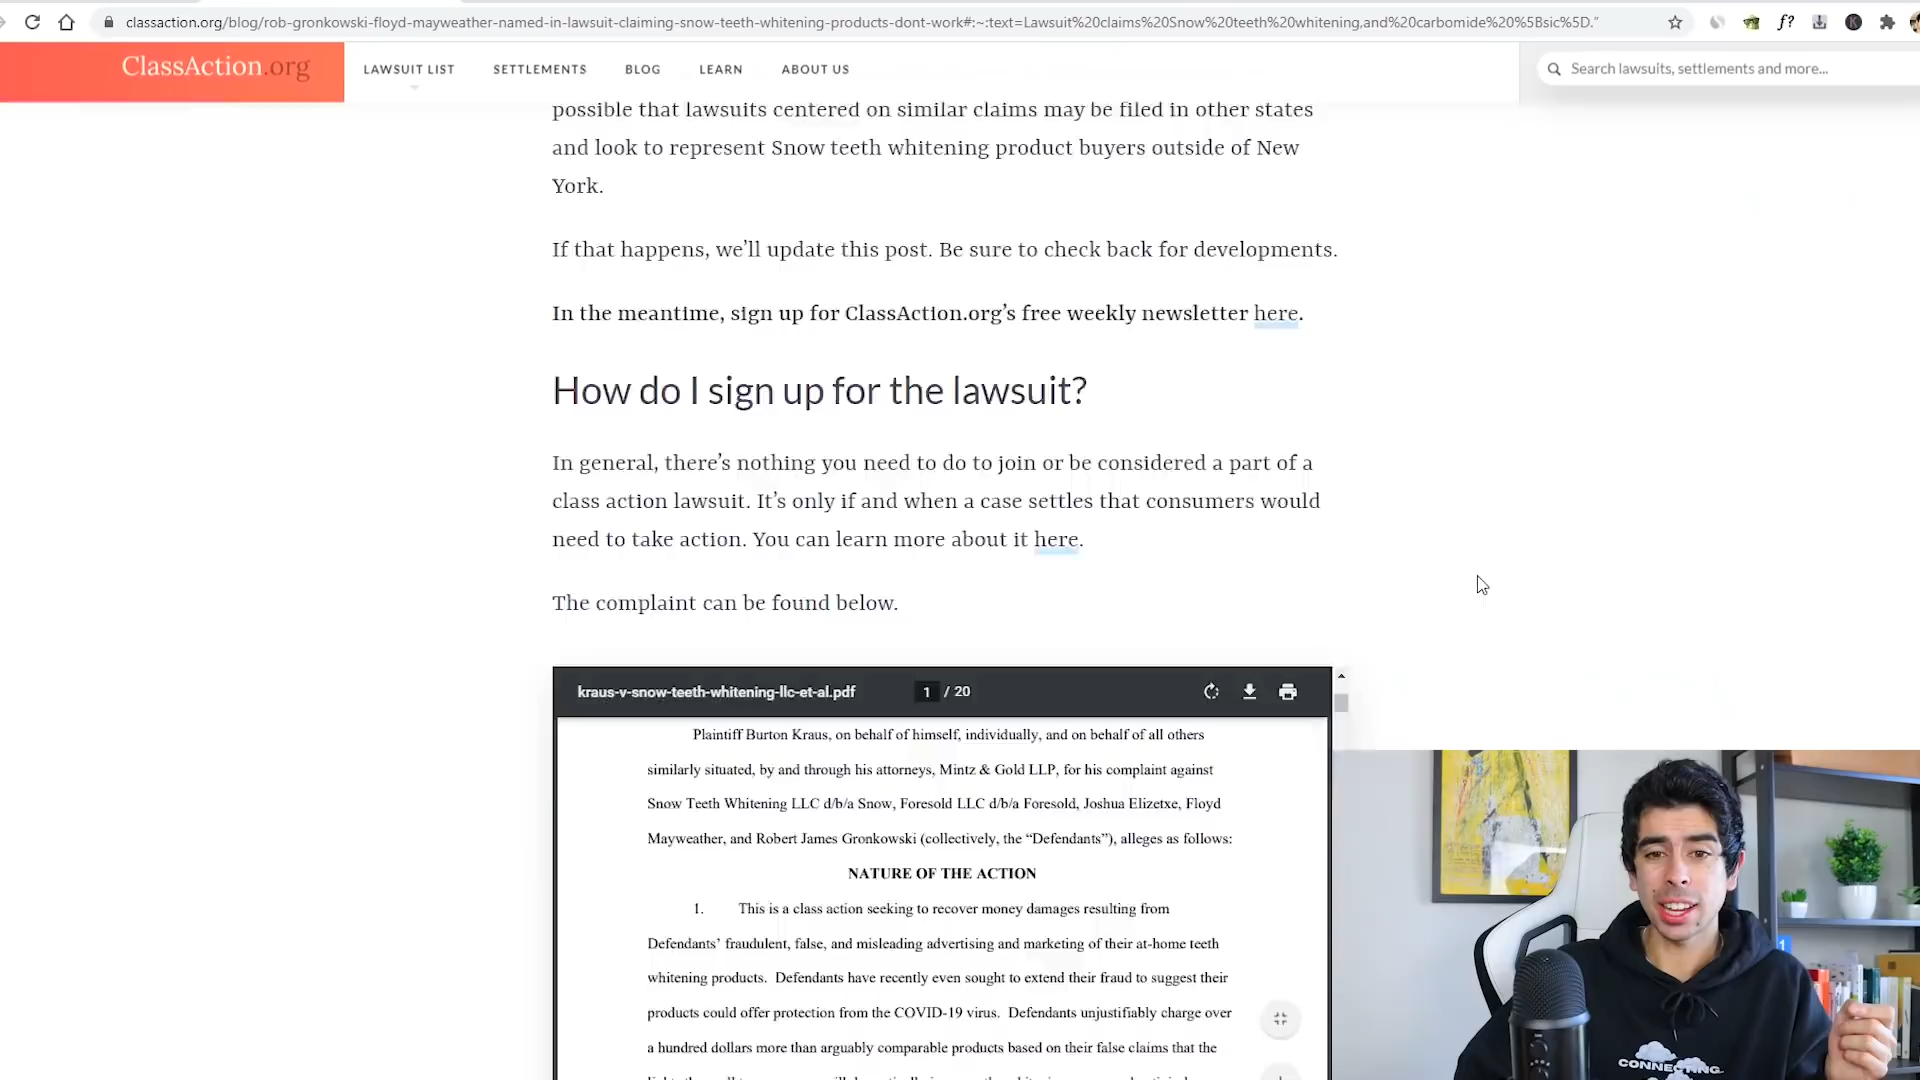 classaction.org/blog/rob-gronkowski-floyd-mayweather-named-in-lawsuit-claiming-snow-teeth-whitening-products-dont-work#:~:text=Lawsuit%20claims%20Snow%20teeth%20whitening,and%20carbomide%20%5Bsic%5D.”
f?
K
ClassAction.org
LAWSUIT LIST
SETTLEMENTS
BLOG
LEARN
ABOUT US
Search lawsuits, settlements and more...
possible that lawsuits centered on similar claims may be filed in other states
and look to represent Snow teeth whitening product buyers outside of New
York.
If that happens, we’ll update this post. Be sure to check back for developments.
In the meantime, sign up for ClassAction.org’s free weekly newsletter here.
How do I sign up for the lawsuit?
In general, there’s nothing you need to do to join or be considered a part of a
class action lawsuit. It’s only if and when a case settles that consumers would
need to take action. You can learn more about it here.
The complaint can be found below.
kraus-v-snow-teeth-whitening-llc-et-al.pdf
1 / 20
Plaintiff Burton Kraus, on behalf of himself, individually, and on behalf of all others
similarly situated, by and through his attorneys, Mintz & Gold LLP, for his complaint against
Snow Teeth Whitening LLC d/b/a Snow, Foresold LLC d/b/a Foresold, Joshua Elizetxe, Floyd
Mayweather, and Robert James Gronkowski (collectively, the “Defendants”), alleges as follows:
NATURE OF THE ACTION
1. This is a class action seeking to recover money damages resulting from
Defendants’ fraudulent, false, and misleading advertising and marketing of their at-home teeth
whitening products. Defendants have recently even sought to extend their fraud to suggest their
products could offer protection from the COVID-19 virus. Defendants unjustifiably charge over
a hundred dollars more than arguably comparable products based on their false claims that the
CONNECTING